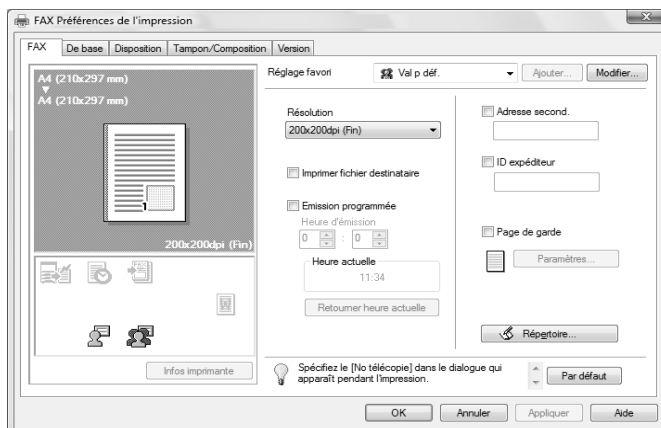 FAX Préférences de l'impression
FAX De base Disposition Tampon/Composition Version
A4 (210x297 mm)
A4 (210x297 mm)
1
200x200dpi (Fin)
Infos imprimante
Réglage favori Val p déf. Ajouter... Modifier...
Résolution
200x200dpi (Fin)
Imprimer fichier destinataire
Emission programmée
Heure d'émission
0 : 0
Heure actuelle
11:34
Retourner heure actuelle
Adresse second.
ID expéditeur
Page de garde
Paramètres...
Répertoire...
Spécifiez le [No télécopie] dans le dialogue qui
apparaît pendant l'impression.
Par défaut
OK Annuler Appliquer Aide